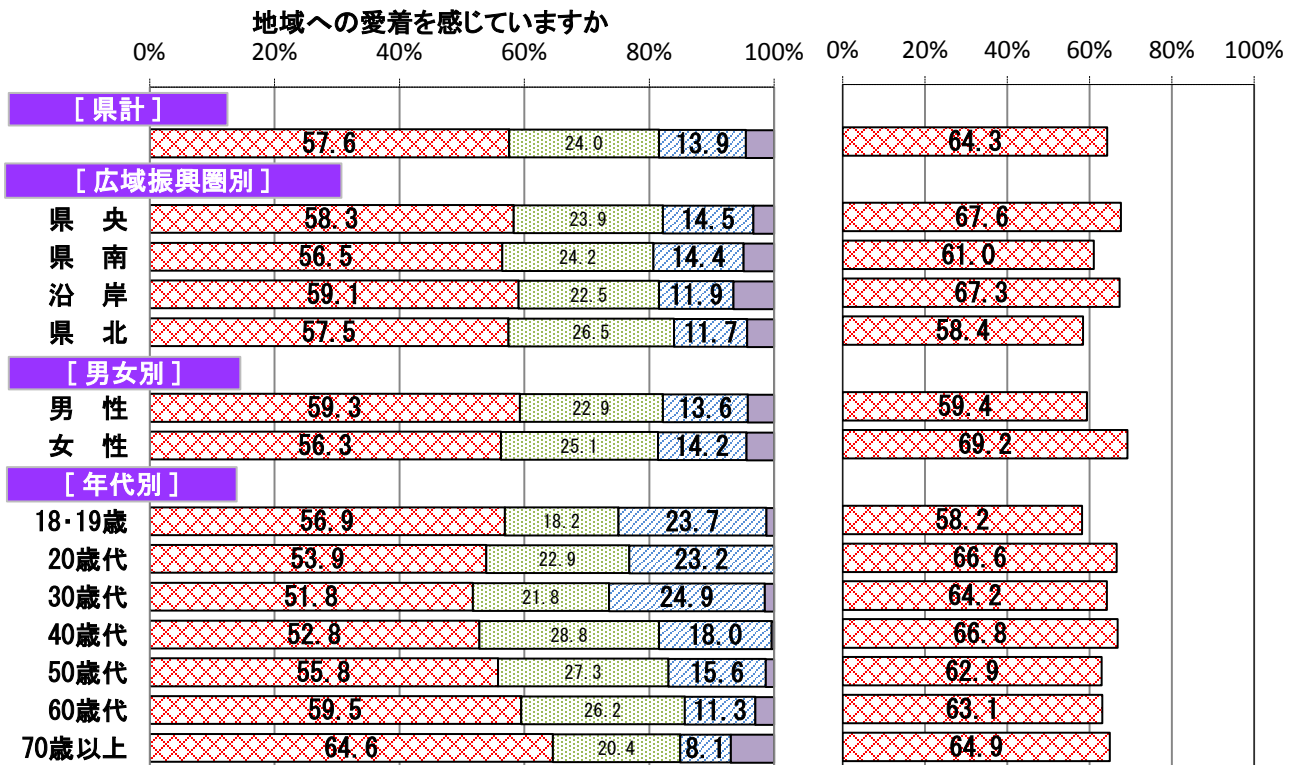 地域への愛着を感じていますか
0% 20% 40% 60% 80% 100% 0% 20% 40% 60% 80% 100%
[ 県計 ]
57.6 24.0 13.9 64.3
[ 広域振興圏別 ]
県 央 58.3 23.9 14.5 67.6
県 南 56.5 24.2 14.4 61.0
沿 岸 59.1 22.5 11.9 67.3
県 北 57.5 26.5 11.7 58.4
[ 男女別 ]
男 性 59.3 22.9 13.6 59.4
女 性 56.3 25.1 14.2 69.2
[ 年代別 ]
18・19歳 56.9 18.2 23.7 58.2
20歳代 53.9 22.9 23.2 66.6
30歳代 51.8 21.8 24.9 64.2
40歳代 52.8 28.8 18.0 66.8
50歳代 55.8 27.3 15.6 62.9
60歳代 59.5 26.2 11.3 63.1
70歳以上 64.6 20.4 8.1 64.9